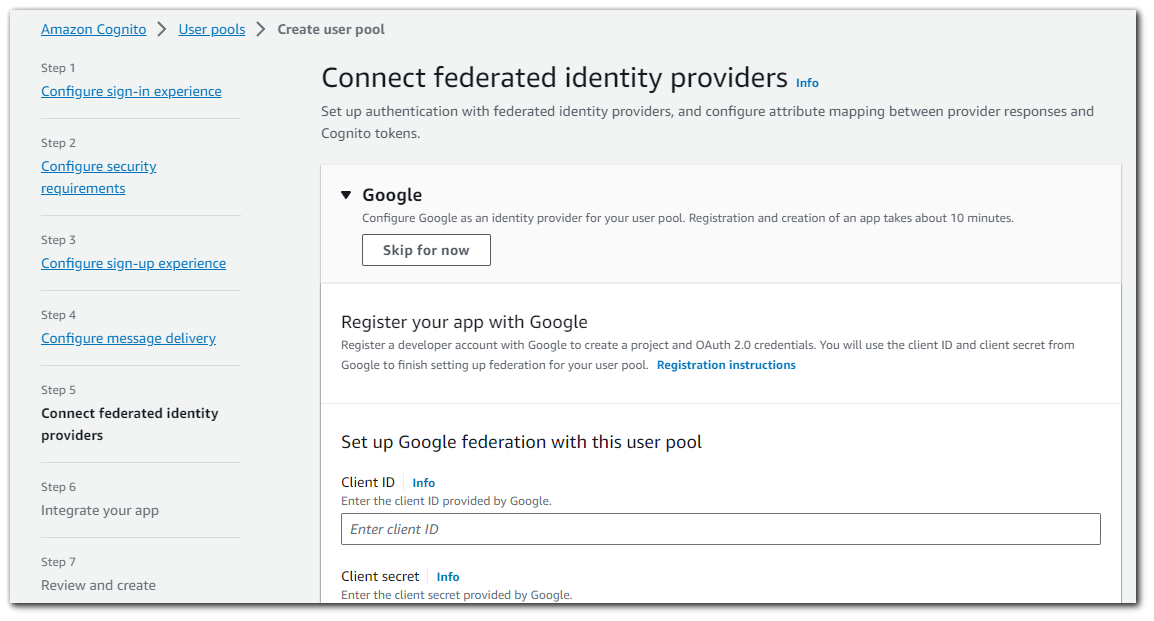 Amazon Cognito > User pools > Create user pool
Step 1
Configure sign-in experience
Step 2
Configure security
requirements
Step 3
Configure sign-up experience
Step 4
Configure message delivery
Step 5
Connect federated identity
providers
Step 6
Integrate your app
Step 7
Review and create
Connect federated identity providers Info
Set up authentication with federated identity providers, and configure attribute mapping between provider responses and
Cognito tokens.
Google
Configure Google as an identity provider for your user pool. Registration and creation of an app takes about 10 minutes.
Skip for now
Register your app with Google
Register a developer account with Google to create a project and OAuth 2.0 credentials. You will use the client ID and client secret from
Google to finish setting up federation for your user pool. Registration instructions
Set up Google federation with this user pool
Client ID Info
Enter the client ID provided by Google.
Enter client ID
Client secret Info
Enter the client secret provided by Google.